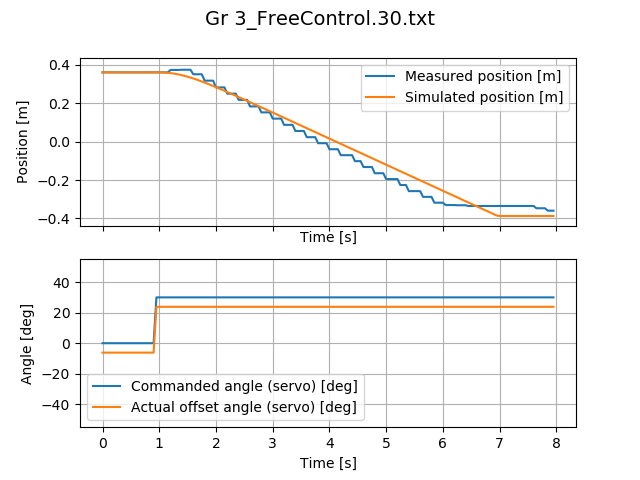 Gr 3_FreeControl.30.txt
Position [m]
0.4
0.2
0.0
−0.2
−0.4
Measured position [m]
Simulated position [m]
Time [s]
Angle [deg]
40
20
0
−20
−40
Commanded angle (servo) [deg]
Actual offset angle (servo) [deg]
0 1 2 3 4 5 6 7 8
Time [s]